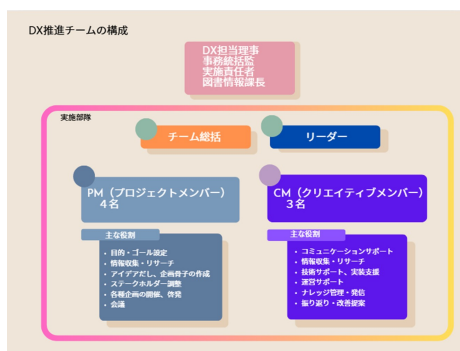 DX推進チームの構成
DX担当理事
事務統括監
実施責任者
図書情報課長
実施部隊
チーム総括
リーダー
PM（プロジェクトメンバー）
４名
主な役割
• 目的・ゴール設定
• 情報収集・リサーチ
• アイデアだし、企画骨子の作成
• ステークホルダー調整
• 各種企画の開催、啓発
• 会議
CM（クリエイティブメンバー）
３名
主な役割
• コミュニケーションサポート
• 情報収集・リサーチ
• 技術サポート、実装支援
• 運営サポート
• ナレッジ管理・発信
• 振り返り・改善提案